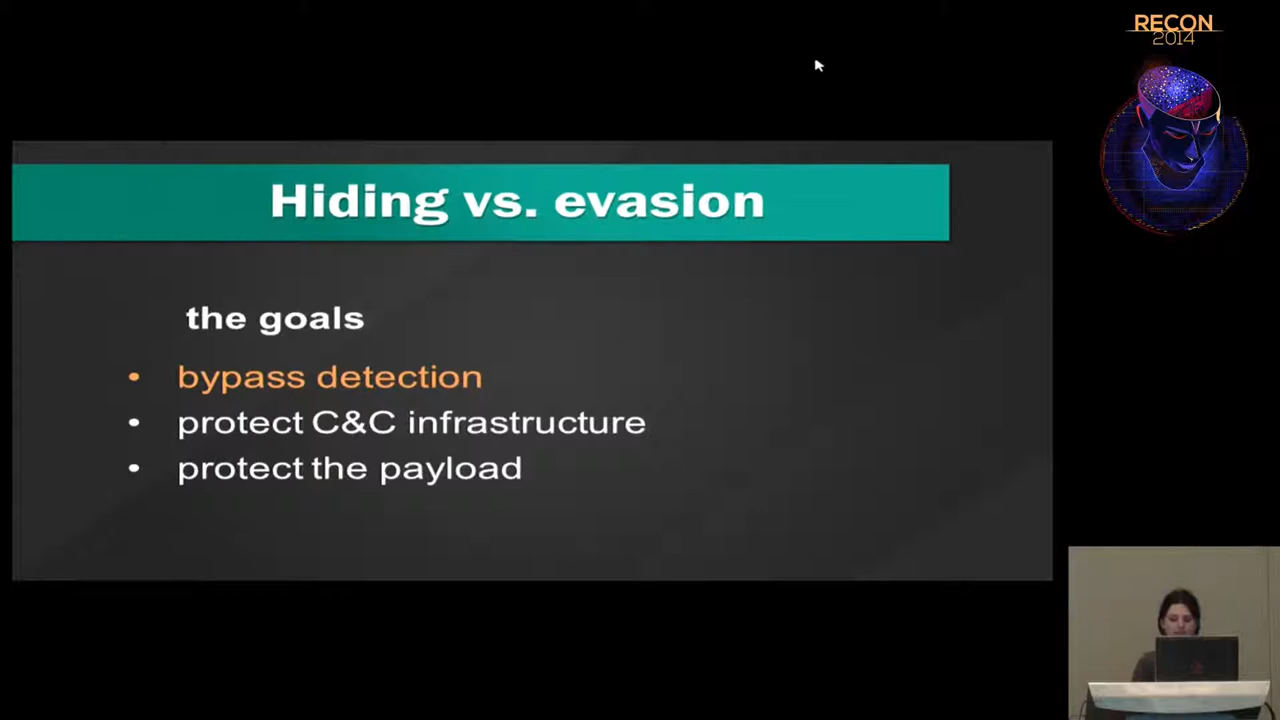 RECON
2014
Hiding vs. evasion
the goals
• bypass detection
• protect C&C infrastructure
• protect the payload